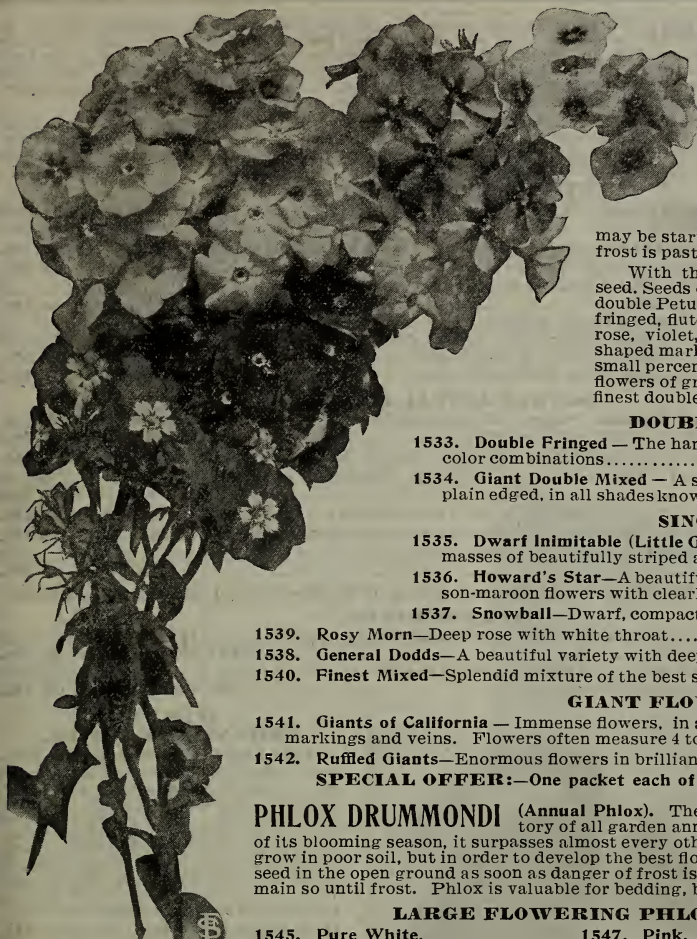 may be star
frost is past
With th
seed. Seeds
double Petu
fringed, flut
rose, violet,
shaped mark
small percen
flowers of gr
finest double
DOUB
1533. Double Fringed — The har
color combinations............
1534. Giant Double Mixed — A s
plain edged, in all shades know
SIN
1535. Dwarf Inimitable (Little G
masses of beautifully striped a
1536. Howard's Star—A beautif
son-maroon flowers with clear
1537. Snowball—Dwarf, compact
1539. Rosy Morn—Deep rose with white throat....
1538. General Dodds—A beautiful variety with dee
1540. Finest Mixed—Splendid mixture of the best s
GIANT FLO
1541. Giants of California — Immense flowers, in a
markings and veins. Flowers often measure 4 to
1542. Ruffled Giants—Enormous flowers in brillian
SPECIAL OFFER:—One packet each of
PHLOX DRUMMONDI (Annual Phlox). The
tory of all garden ann
of its blooming season, it surpasses almost every oth
grow in poor soil, but in order to develop the best flo
seed in the open ground as soon as danger of frost is
main so until frost. Phlox is valuable for bedding, b
LARGE FLOWERING PHLO
1545. Pure White. 1547. Pink.